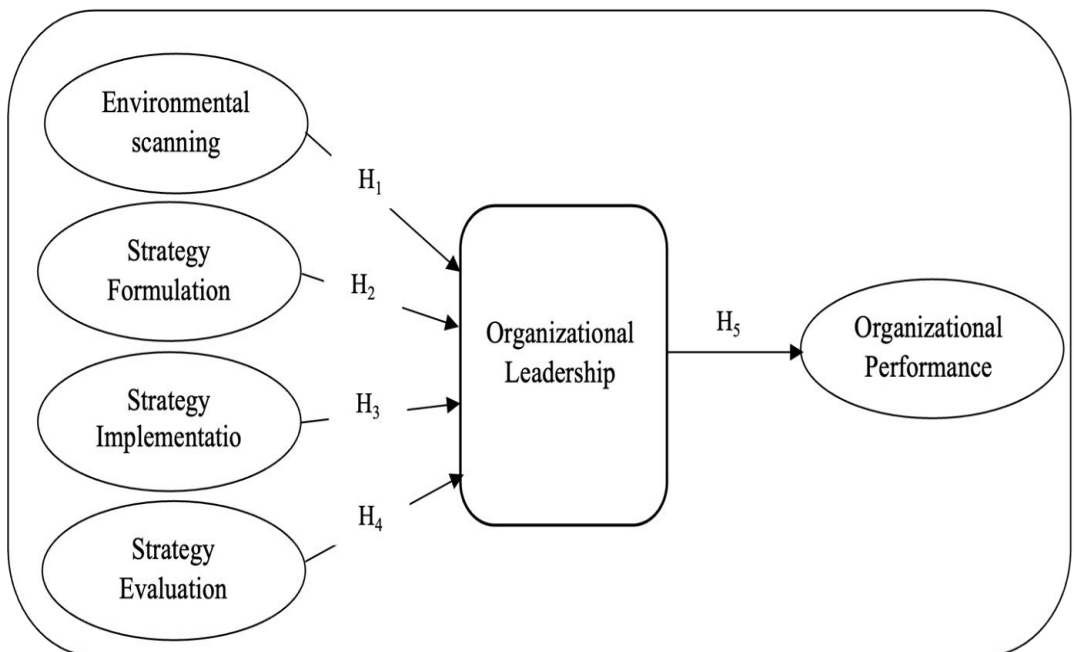 Environmental
scanning
H₁
Strategy
Formulation
H₂
Strategy
Implementatio
H₃
Strategy
Evaluation
H₄
Organizational
Leadership
H₅
Organizational
Performance